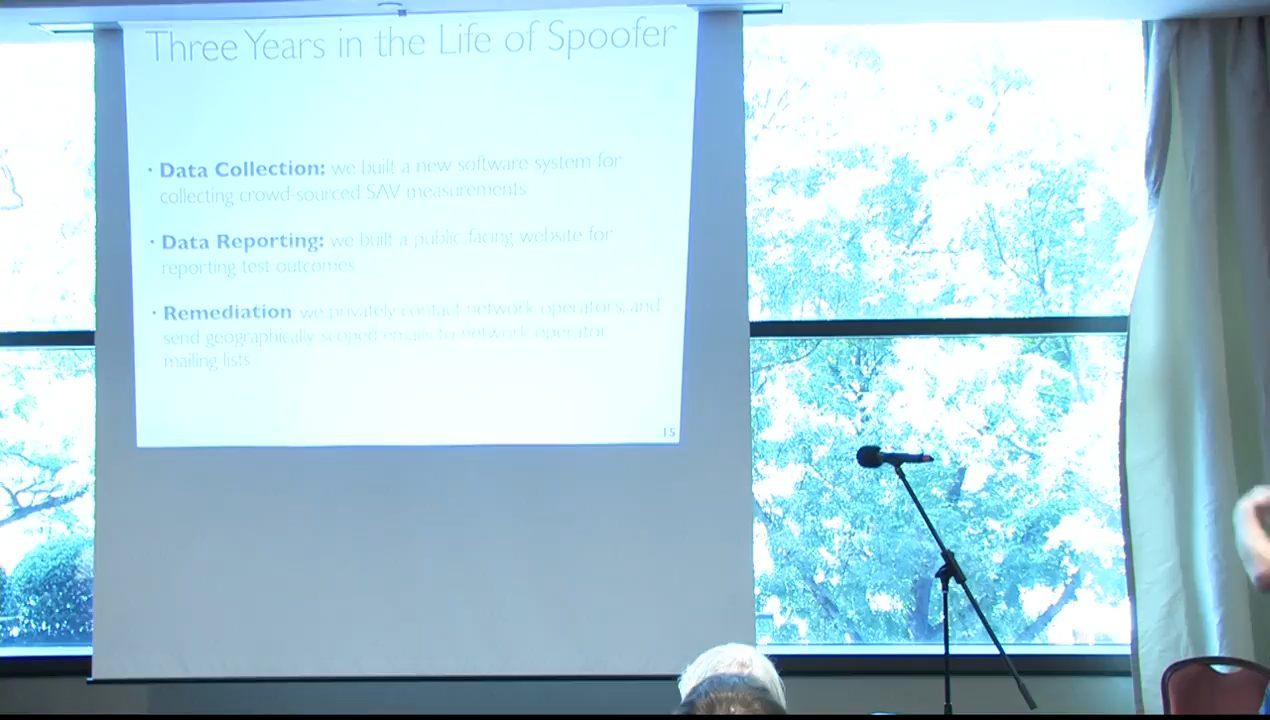 Three Years in the Life of Spoofer
· Data Collection: we built a new software system for
collecting crowd-sourced SAV measurements
· Data Reporting: we built a public facing website for
reporting test outcomes
· Remediation we privately contact network operators and
send geographically scoped emails to network operator
mailing lists
15